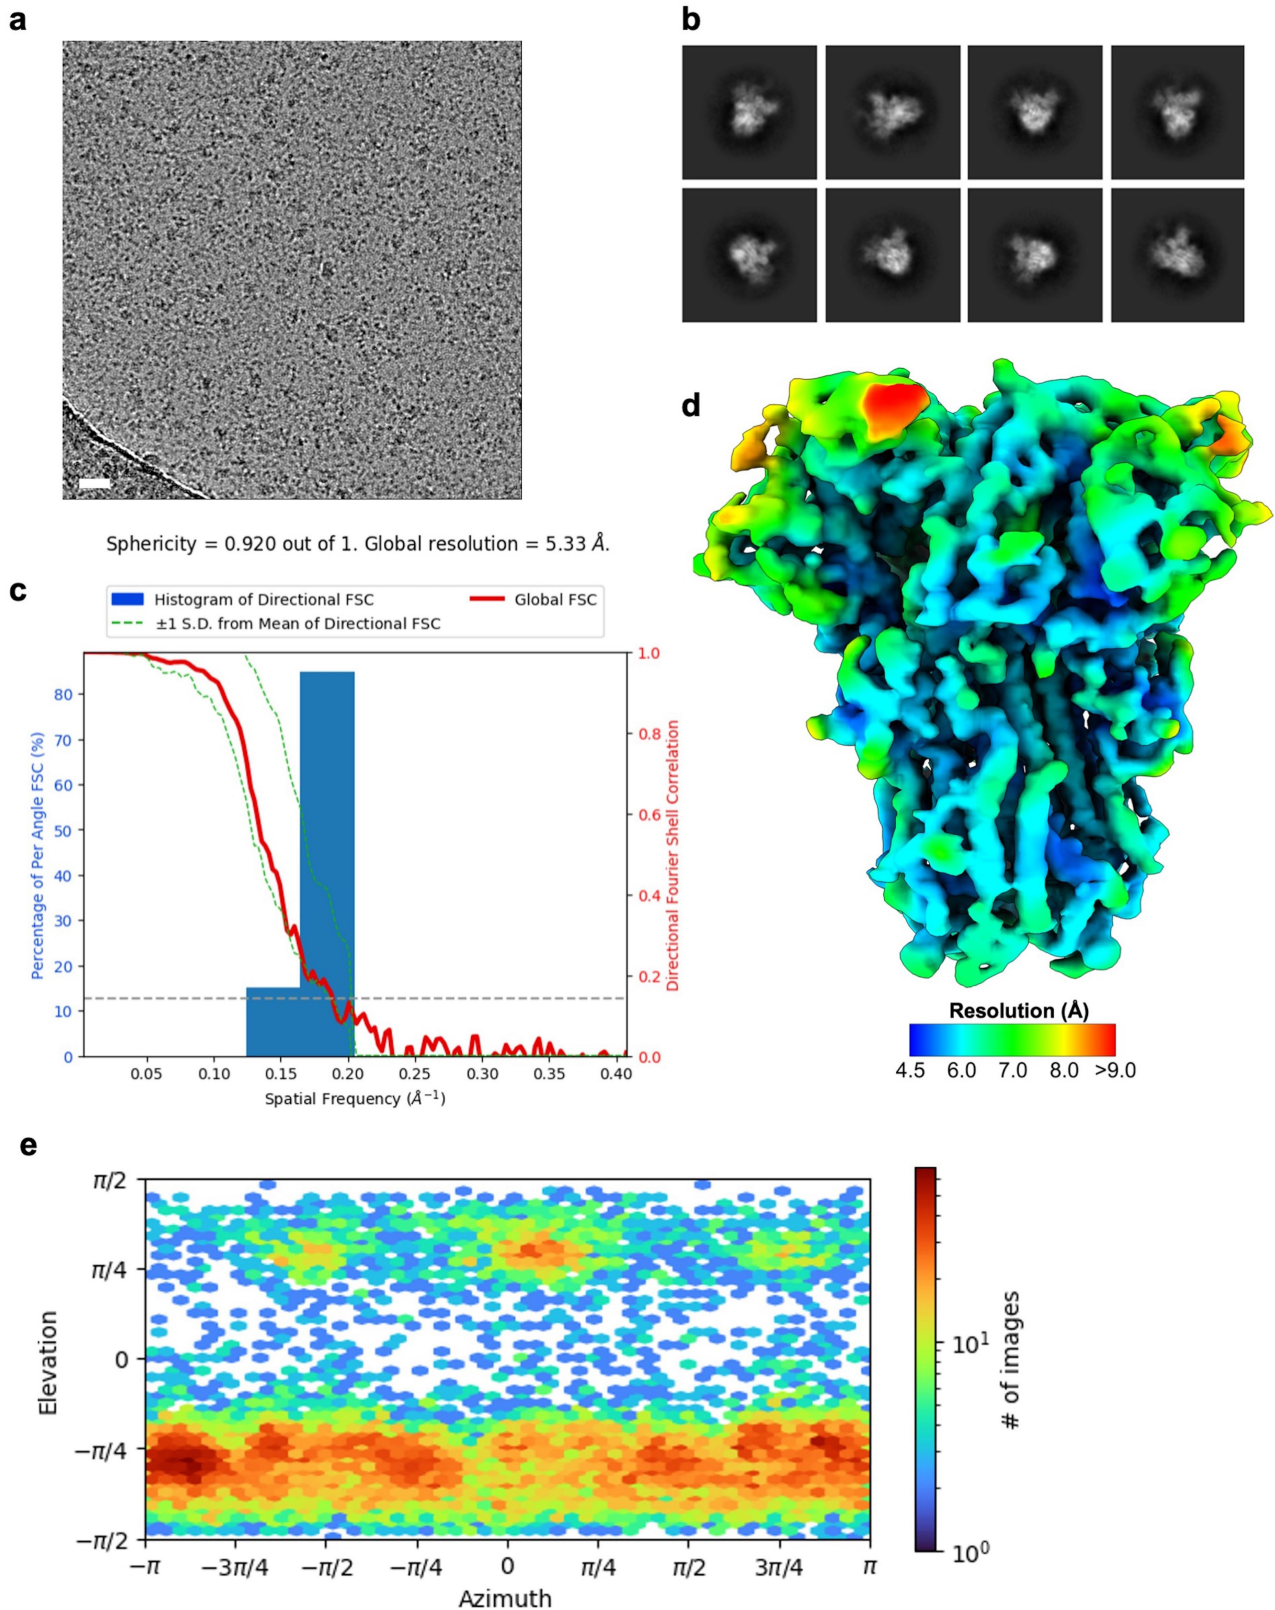 a
b
Sphericity = 0.920 out of 1. Global resolution = 5.33 Å.
c
Histogram of Directional FSC
Global FSC
±1 S.D. from Mean of Directional FSC
Percentage of Per Angle FSC (%)
80
70
60
50
40
30
20
10
0
1.0
0.8
0.6
0.4
0.2
0.0
Directional Fourier Shell Correlation
0.05 0.10 0.15 0.20 0.25 0.30 0.35 0.40
Spatial Frequency (Å⁻¹)
d
Resolution (Å)
4.5 6.0 7.0 8.0 >9.0
e
Elevation
π/2
π/4
0
−π/4
−π/2
−π −3π/4 −π/2 −π/4 0 π/4 π/2 3π/4 π
Azimuth
10¹
10⁰
# of images